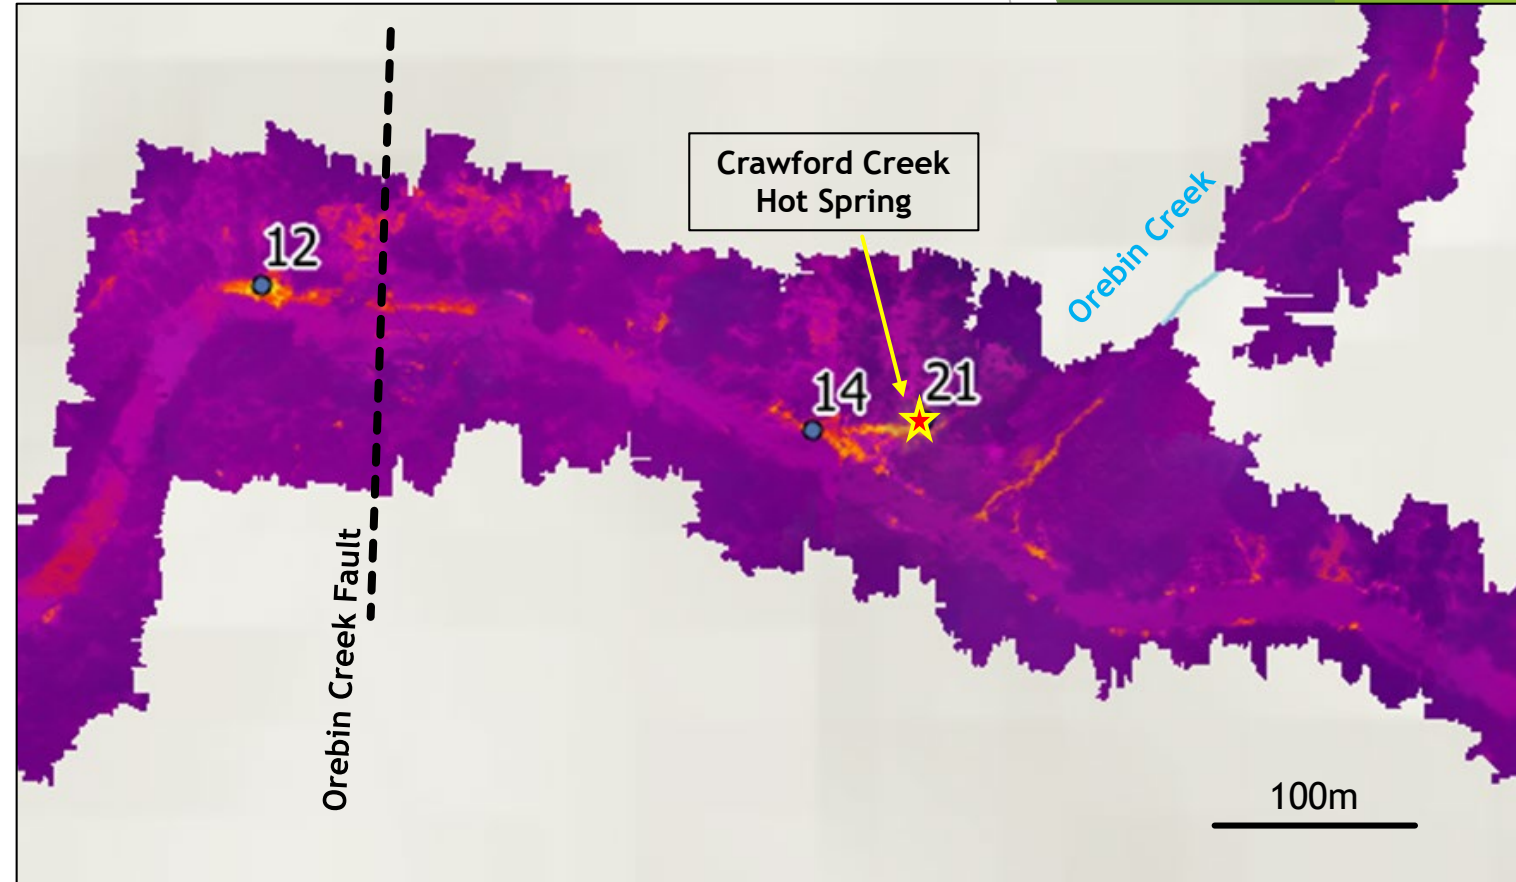 12
Crawford Creek
Hot Spring
Orebin Creek
14
21
Orebin Creek Fault
100m